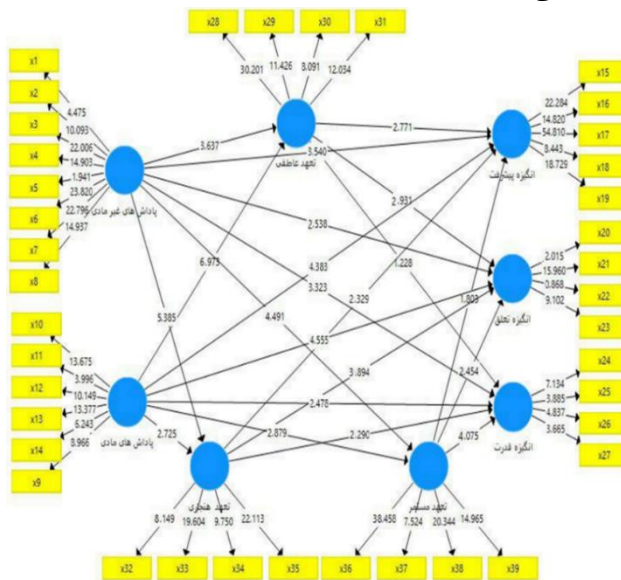 x28
x29
x30
x31
x1
x2
x3
x4
x5
x6
x7
x8
4.475
10.093
22.006
14.903
1.941
23.820
22.796
14.937
پاداش های غیر مادی
30.201
11.426
8.091
12.034
تعهد عاطفی
3.637
2.771
3.540
2.931
1.228
2.538
4.383
3.323
6.975
5.385
4.491
2.329
1.803
4.555
3.894
2.454
2.478
2.879
2.290
2.725
4.075
انگیزه پیشرفت
22.284
14.820
54.810
8.443
18.729
x15
x16
x17
x18
x19
انگیزه تعلق
2.015
15.960
0.868
9.102
x20
x21
x22
x23
انگیزه قدرت
7.134
3.885
4.837
3.665
x24
x25
x26
x27
x10
x11
x12
x13
x14
x9
13.675
3.996
10.149
13.377
6.243
8.966
پاداش های مادی
تعهد هنجاری
8.149
19.604
9.750
22.113
x32
x33
x34
x35
تعهد مستمر
38.458
7.524
20.344
14.965
x36
x37
x38
x39